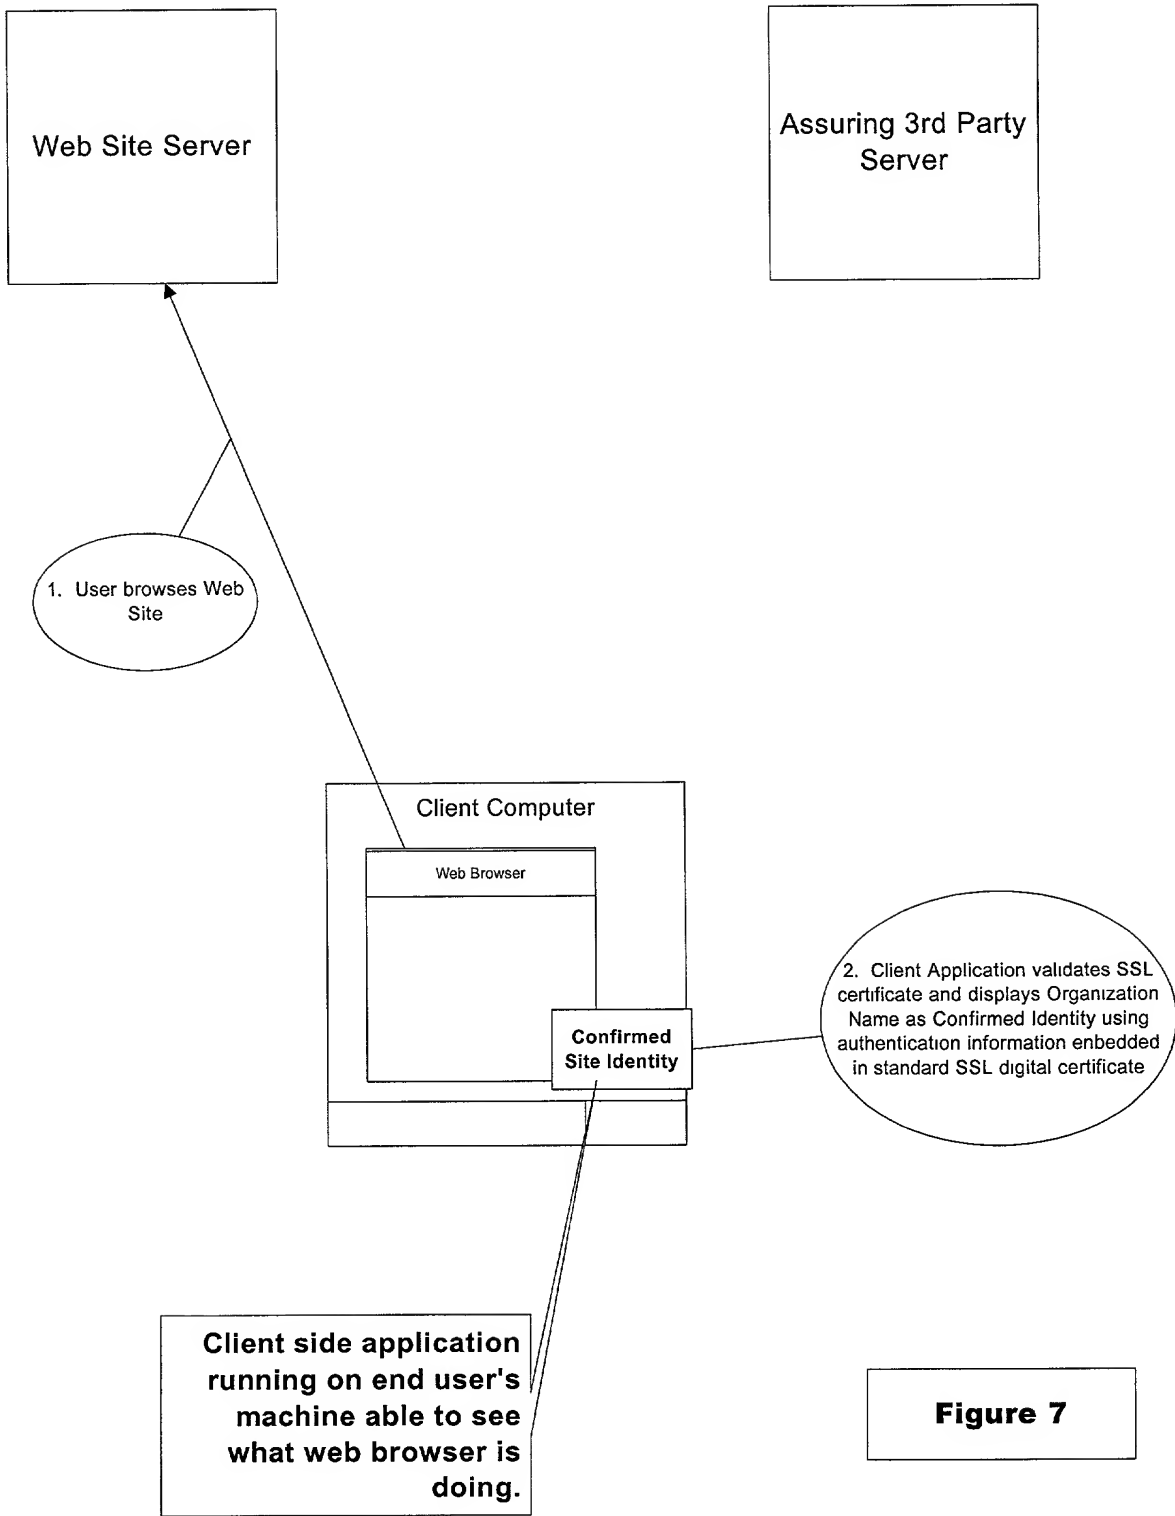 Web Site Server
Assuring 3rd Party
Server
1. User browses Web
Site
Client Computer
Web Browser
Confirmed
Site Identity
2. Client Application validates SSL
certificate and displays Organization
Name as Confirmed Identity using
authentication information enbedded
in standard SSL digital certificate
Client side application
running on end user's
machine able to see
what web browser is
doing.
Figure 7